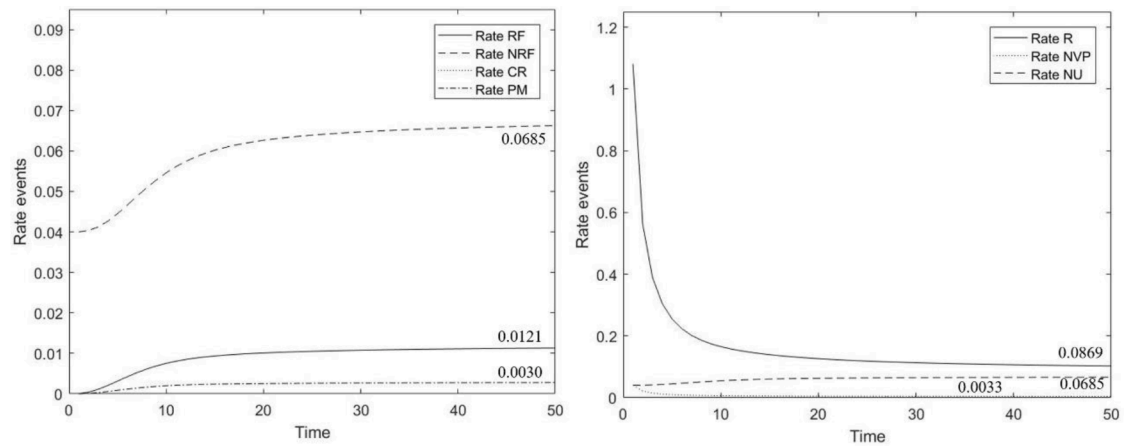 0.09
0.08
0.07
0.06
0.05
0.04
0.03
0.02
0.01
0
Rate events
Rate RF
Rate NRF
Rate CR
Rate PM
0.0685
0.0121
0.0030
0 10 20 30 40 50
Time
1.2
1
0.8
0.6
0.4
0.2
0
Rate events
Rate R
Rate NVP
Rate NU
0.0869
0.0033
0.0685
0 10 20 30 40 50
Time